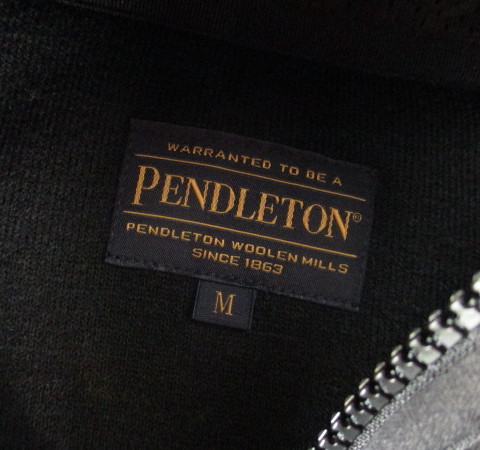 WARRANTED TO BE A
PENDLETON®
PENDLETON WOOLEN MILLS
SINCE 1863
M